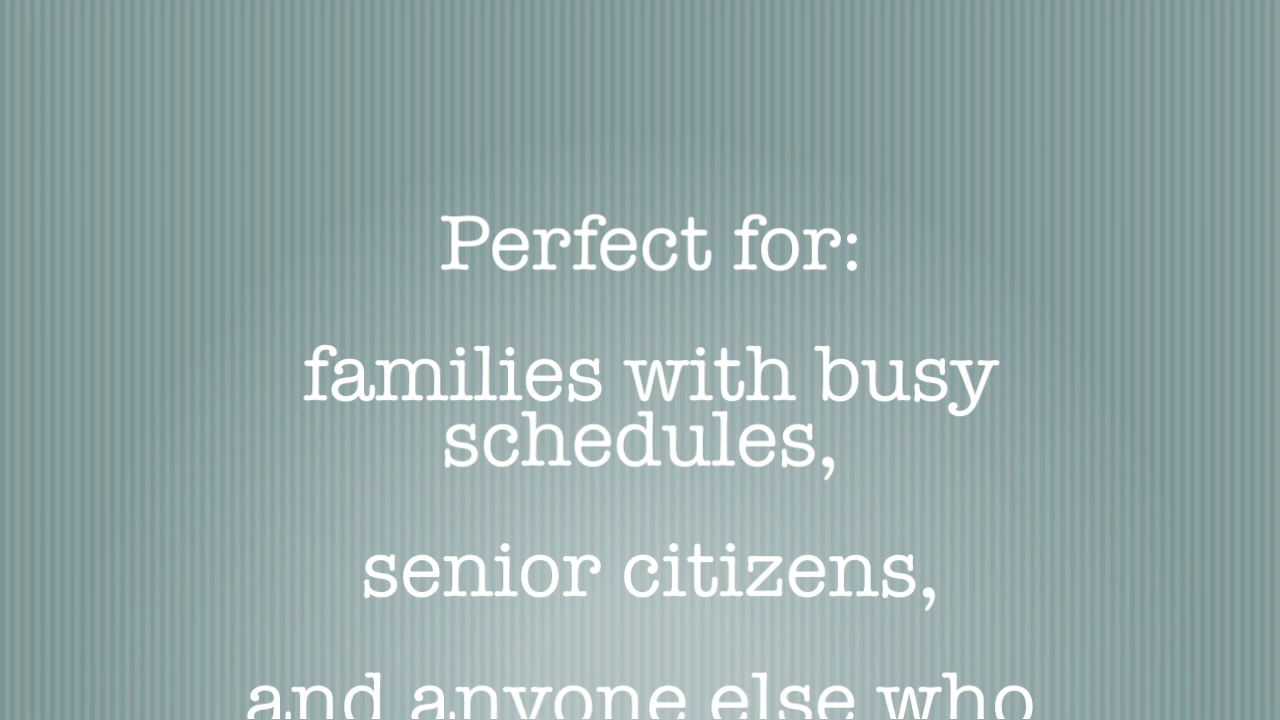 Perfect for:
families with busy
schedules,
senior citizens,
and anyone else who